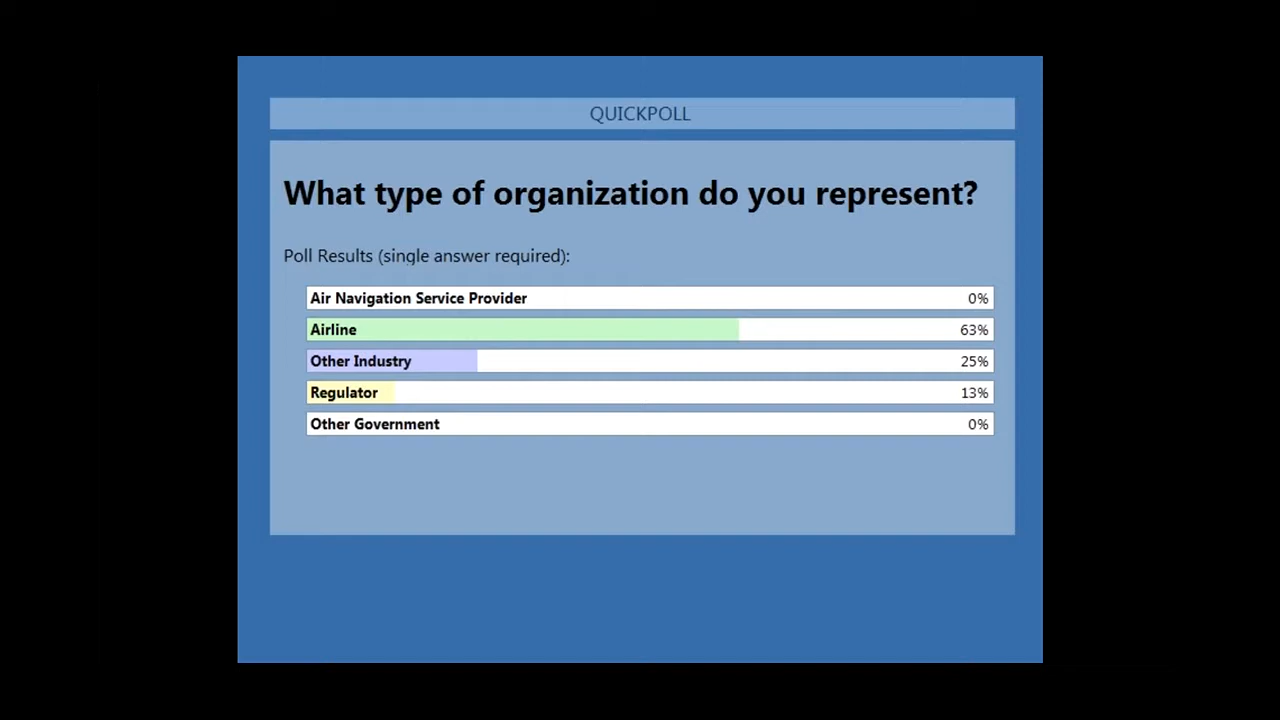 QUICKPOLL
What type of organization do you represent?
Poll Results (single answer required):
Air Navigation Service Provider 0%
Airline 63%
Other Industry 25%
Regulator 13%
Other Government 0%